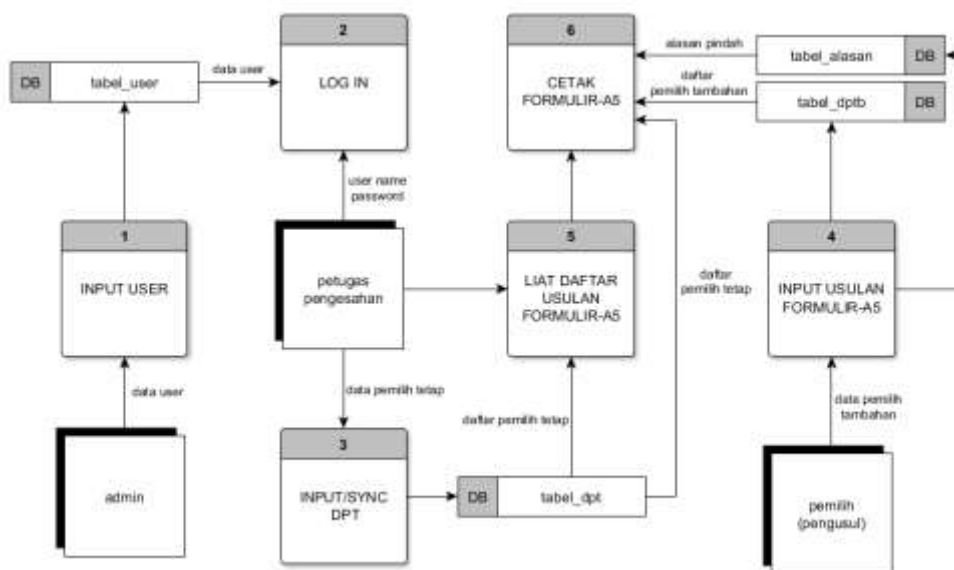 2
LOG IN
6
CETAK
FORMULIR-A5
DB
tabel_user
data user
alasan pindah
tabel_alasan
DB
daftar
pemilih tambahan
tabel_dptb
DB
user name
password
1
INPUT USER
petugas
pengesahan
5
LIAT DAFTAR
USULAN
FORMULIR-A5
daftar
pemilih tetap
4
INPUT USULAN
FORMULIR-A5
data user
data pemilih tetap
daftar pemilih tetap
data pemilih
tambahan
admin
3
INPUT/SYNC
DPT
DB
tabel_dpt
pemilih
(pengusul)